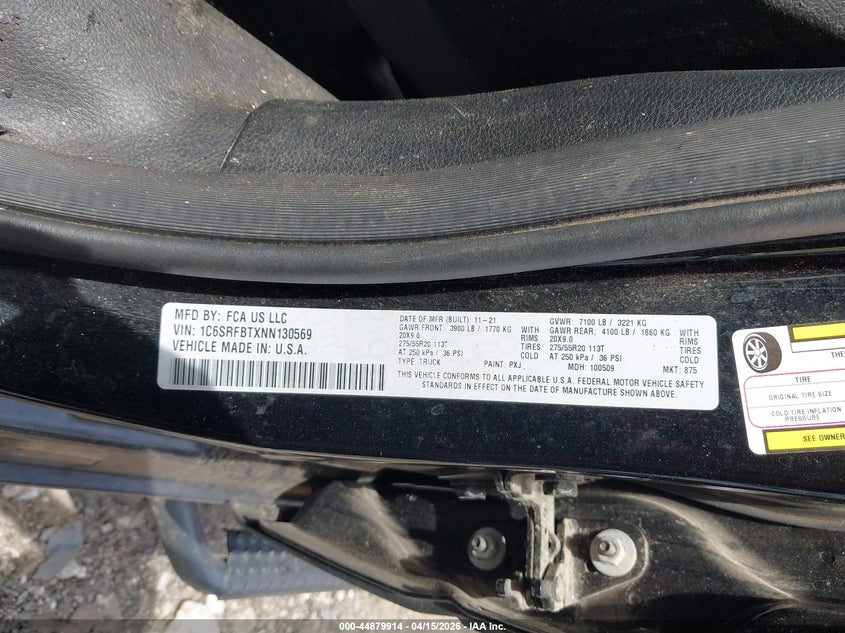 MFD BY: FCA US LLC
VIN: 1C6SRFBTXNN130569
VEHICLE MADE IN U.S.A.
DATE OF MFR (BUILT): 11-21
GAWR FRONT: 3900 LB / 1770 KG WITH
20X9.0 RIMS
275/55R20 113T TIRES
AT 250 kPa / 36 PSI COLD
TYPE: TRUCK PAINT: PXJ
GVWR: 7100 LB / 3221 KG
GAWR REAR: 4100 LB / 1860 KG WITH
20X9.0 RIMS
275/55R20 113T TIRES
AT 250 kPa / 36 PSI COLD
MDH: 100509 MKT: 875
THIS VEHICLE CONFORMS TO ALL APPLICABLE U.S.A. FEDERAL MOTOR VEHICLE SAFETY
STANDARDS IN EFFECT ON THE DATE OF MANUFACTURE SHOWN ABOVE.
THE
TIRE
ORIGINAL TIRE SIZE
COLD TIRE INFLATION
PRESSURE
SEE OWNER
000-44879914 - 04/15/2026 - IAA Inc.